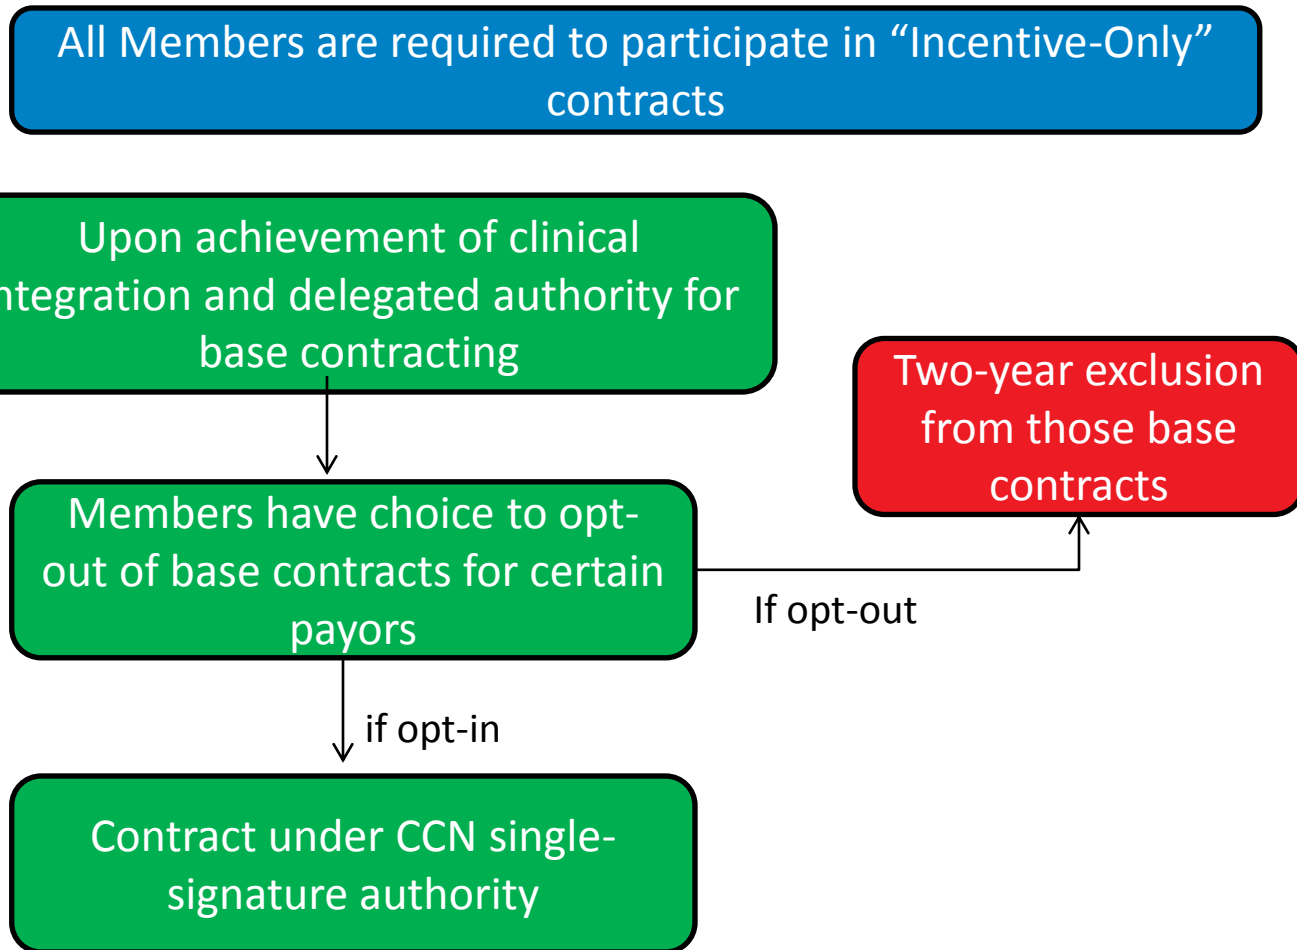 All Members are required to participate in “Incentive-Only”
contracts
Upon achievement of clinical
ntegration and delegated authority for
base contracting
Two-year exclusion
from those base
contracts
Members have choice to opt-
out of base contracts for certain
payors
If opt-out
if opt-in
Contract under CCN single-
signature authority